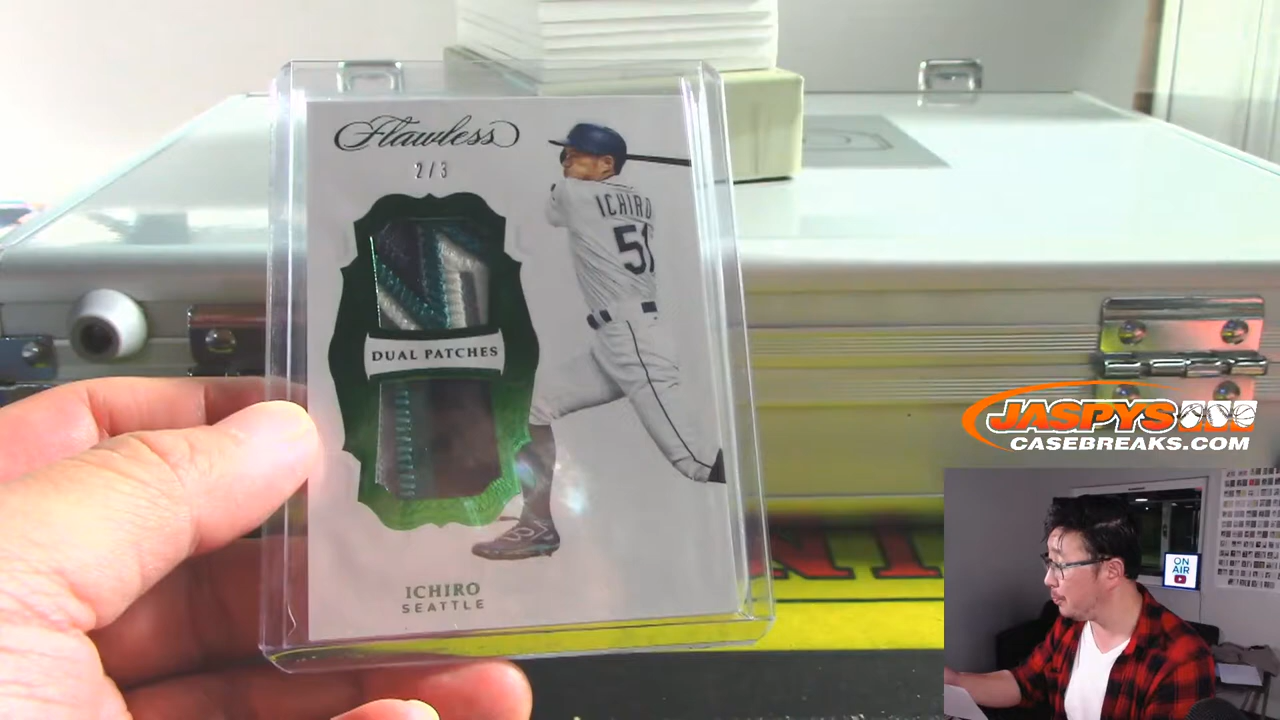 Flawless
2/3
ICHIRO
51
DUAL PATCHES
ICHIRO
SEATTLE
JASPYS
CASEBREAKS.COM
ON
AIR